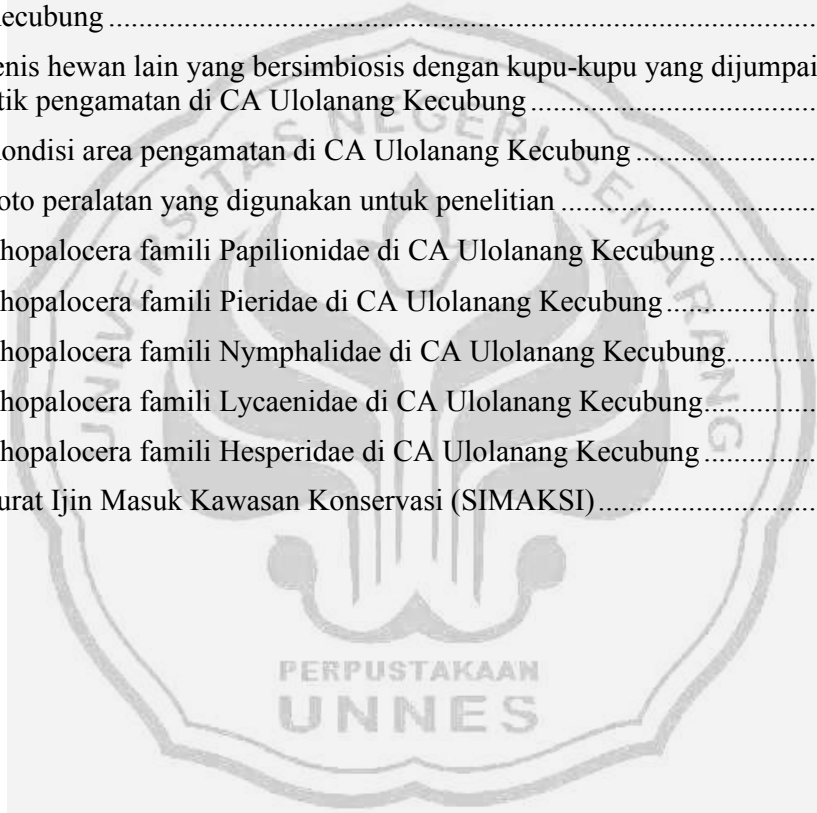 ecubung ........................................................................................................
enis hewan lain yang bersimbiosis dengan kupu-kupu yang dijumpai
tik pengamatan di CA Ulolanang Kecubung ........................................
ondisi area pengamatan di CA Ulolanang Kecubung .........................
oto peralatan yang digunakan untuk penelitian ...................................
hopalocera famili Papilionidae di CA Ulolanang Kecubung ..............
hopalocera famili Pieridae di CA Ulolanang Kecubung .....................
hopalocera famili Nymphalidae di CA Ulolanang Kecubung.............
hopalocera famili Lycaenidae di CA Ulolanang Kecubung................
hopalocera famili Hesperidae di CA Ulolanang Kecubung ................
urat Ijin Masuk Kawasan Konservasi (SIMAKSI)..............................
UNIVERSITAS NEGERI SEMARANG
PERPUSTAKAAN
UNNES